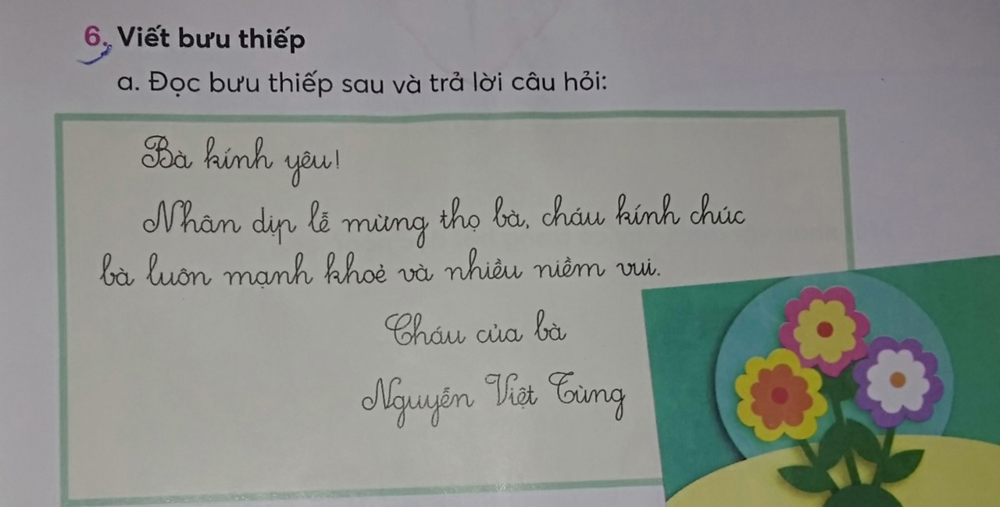 6. Viết bưu thiếp
a. Đọc bưu thiếp sau và trả lời câu hỏi:
Bà kính yêu!
Nhân dịp lễ mừng thọ bà, cháu kính chúc
bà luôn mạnh khoẻ và nhiều niềm vui.
Cháu của bà
Nguyễn Việt Tùng